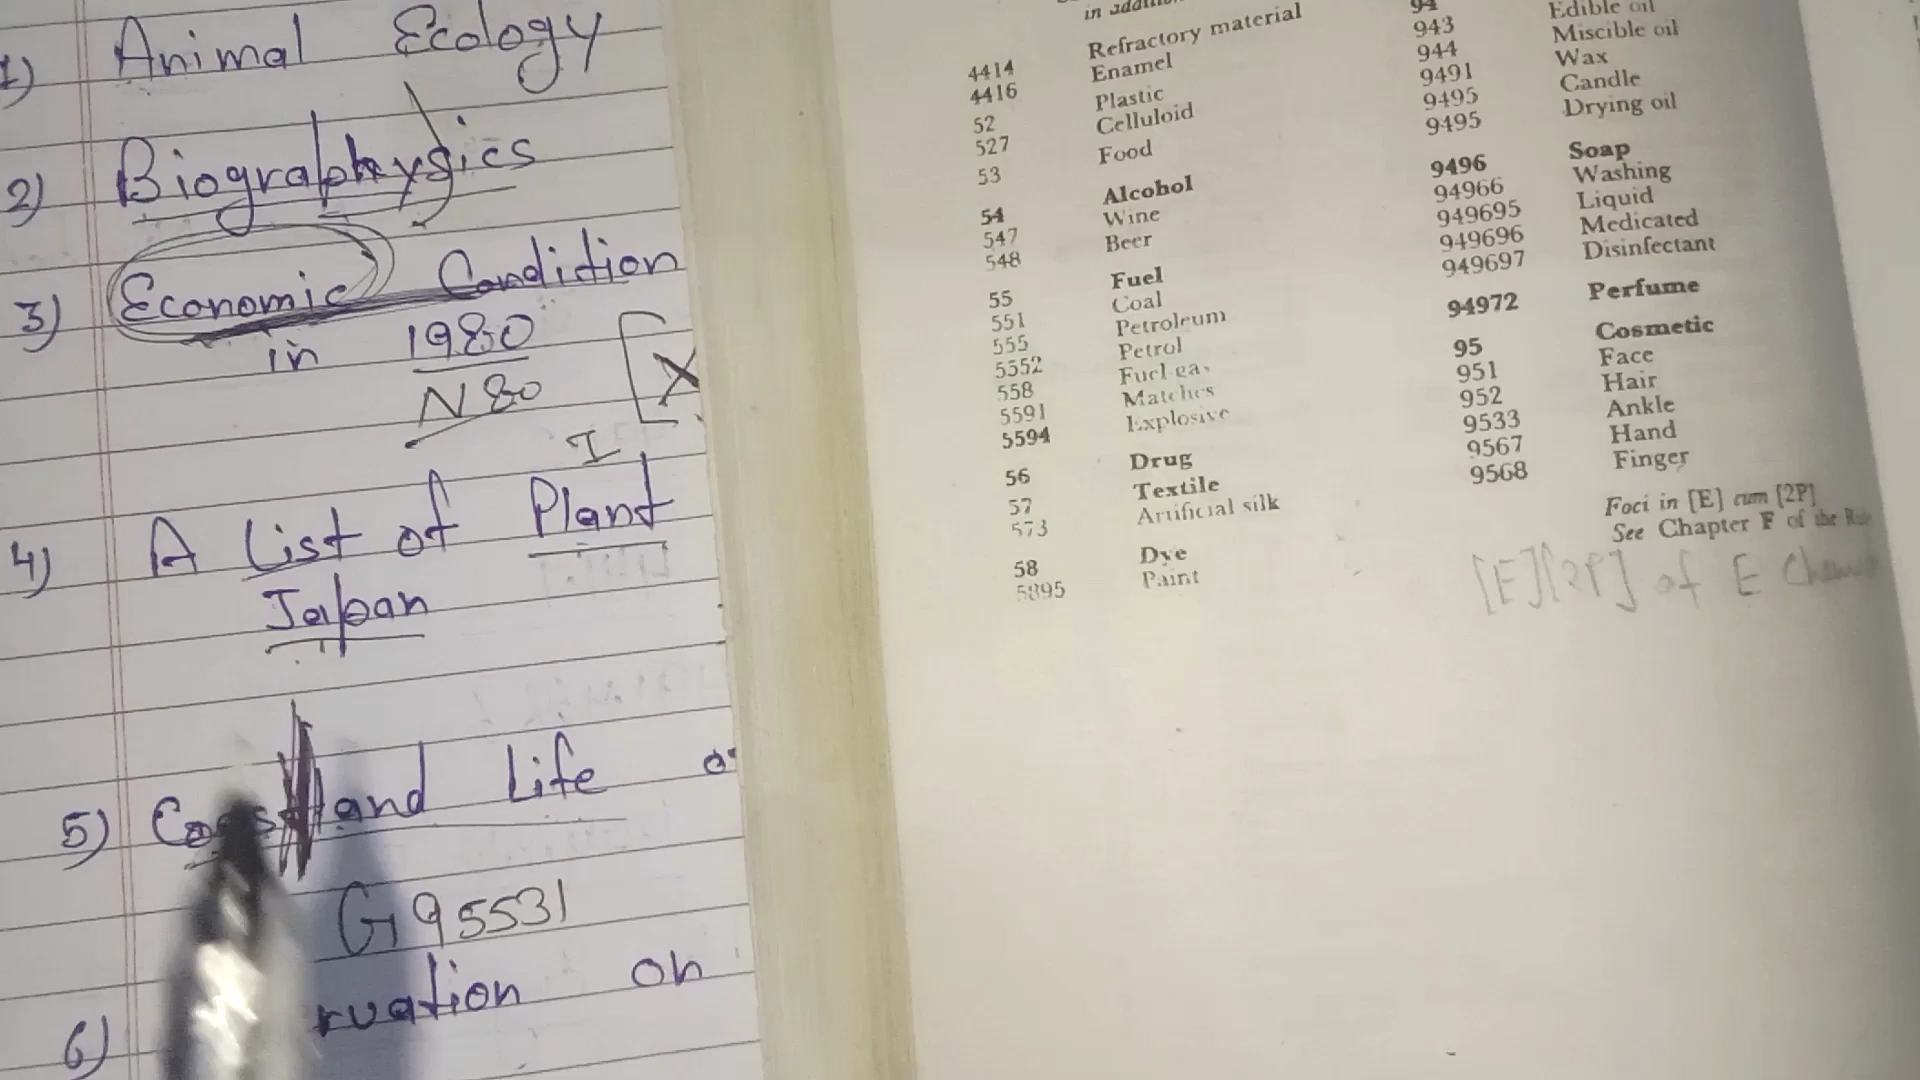 1) Animal Ecology
2) Biographysics
3) Economic Condition
in 1980
N80 [X
I
4) A List of Plant
Japan
5) and Life
G95531
6) on
in
Refractory material
4414 Enamel
4416 Plastic
52 Celluloid
527 Food
53
Alcohol
54 Wine
547 Beer
548
Fuel
55 Coal
551 Petroleum
555 Petrol
5552 Fuel gas
558 Matches
5591 Explosive
5594
Drug
56 Textile
57 Artificial silk
573
Dye
58 Paint
5895
94 Edible oil
943 Miscible oil
944 Wax
9491 Candle
9495 Drying oil
9495
Soap
9496 Washing
94966 Liquid
949695 Medicated
949696 Disinfectant
949697
Perfume
94972
Cosmetic
95 Face
951 Hair
952 Ankle
9533 Hand
9567 Finger
9568
Foci in [E] cum [2P]
See Chapter F of the
[E][2P] of E